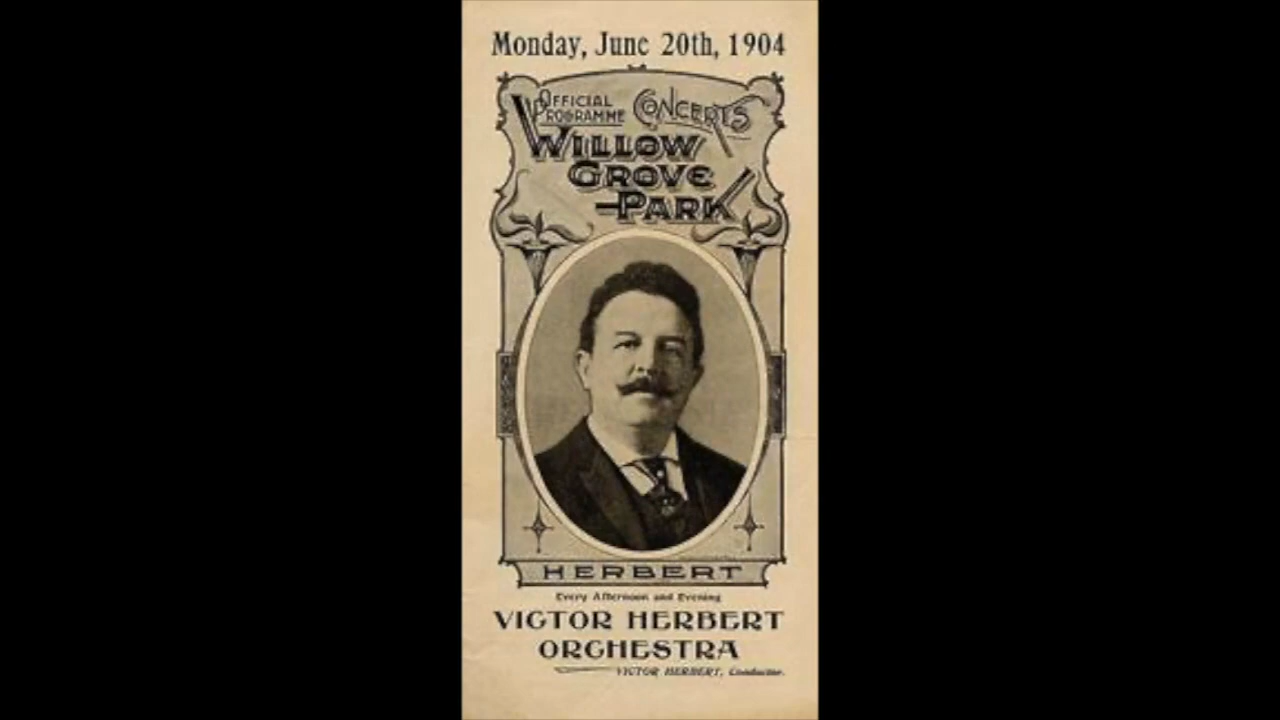 Monday, June 20th, 1904
OFFICIAL PROGRAMME CONCERTS
WILLOW
GROVE
PARK
HERBERT
Every Afternoon and Evening
VICTOR HERBERT
ORCHESTRA
VICTOR HERBERT, Conductor.